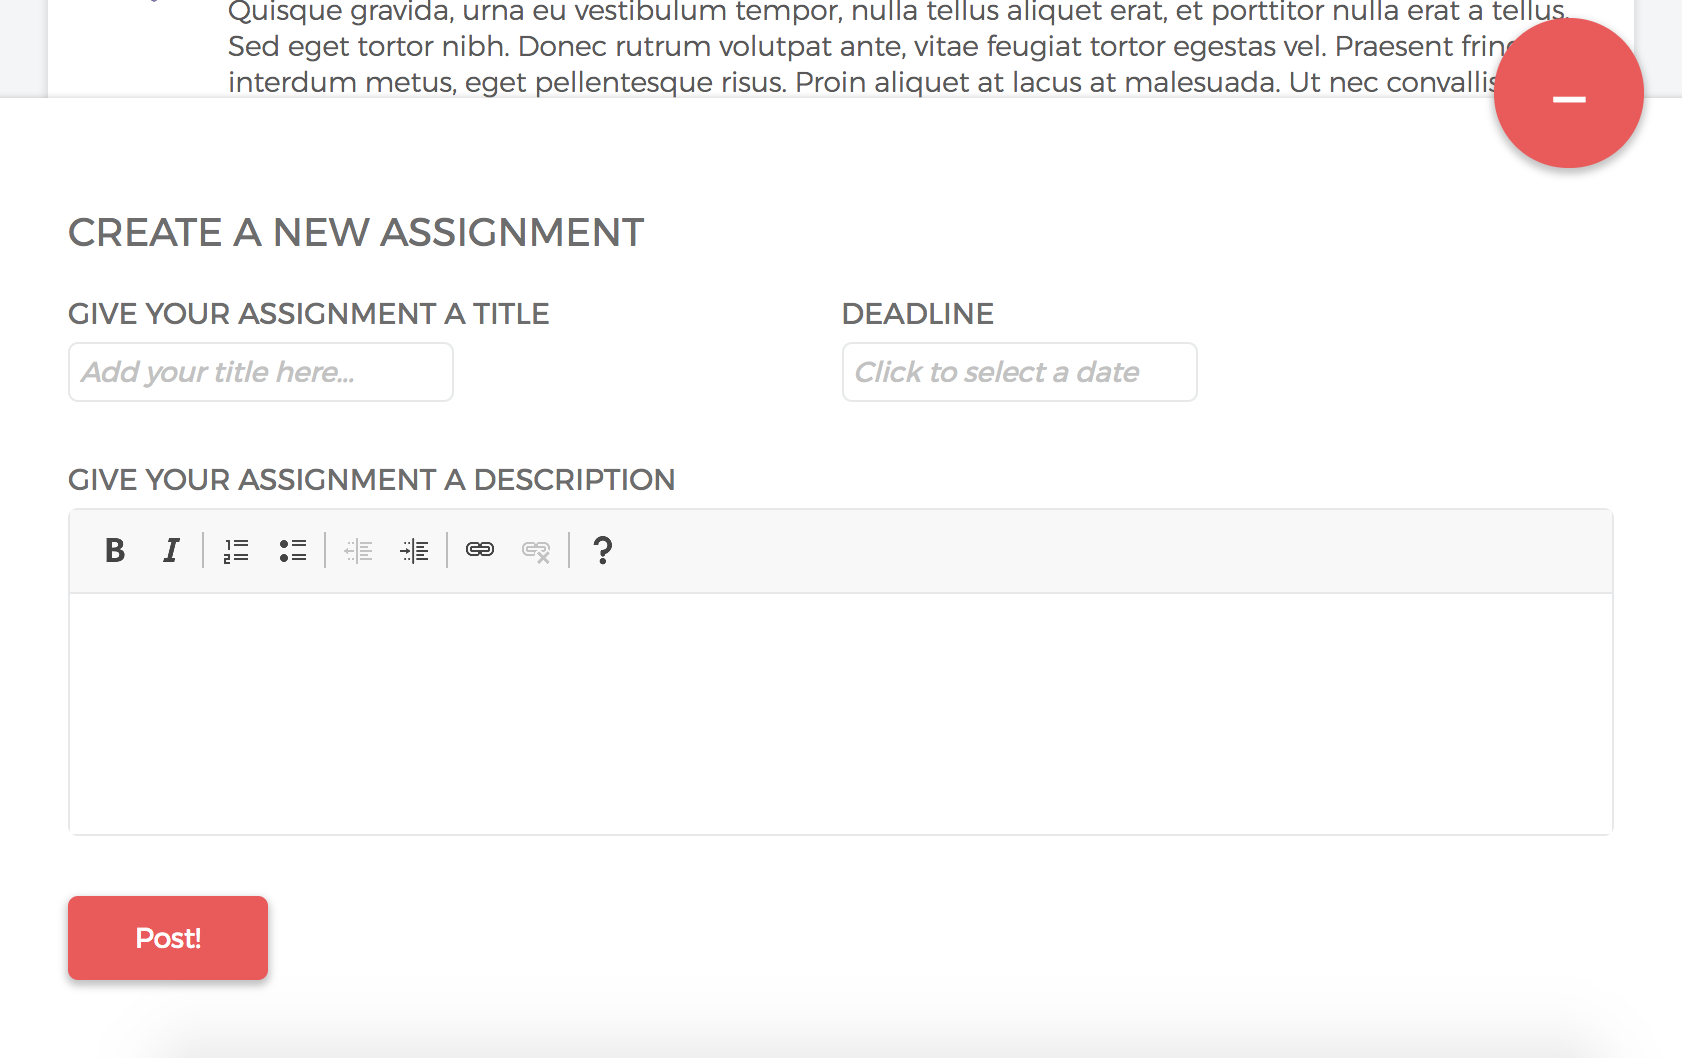 Quisque gravida, urna eu vestibulum tempor, nulla tellus aliquet erat, et porttitor nulla erat a tellus.
Sed eget tortor nibh. Donec rutrum volutpat ante, vitae feugiat tortor egestas vel. Praesent
interdum metus, eget pellentesque risus. Proin aliquet at lacus at malesuada. Ut nec convallis
CREATE A NEW ASSIGNMENT
GIVE YOUR ASSIGNMENT A TITLE
DEADLINE
Add your title here...
Click to select a date
GIVE YOUR ASSIGNMENT A DESCRIPTION
B I ?
Post!